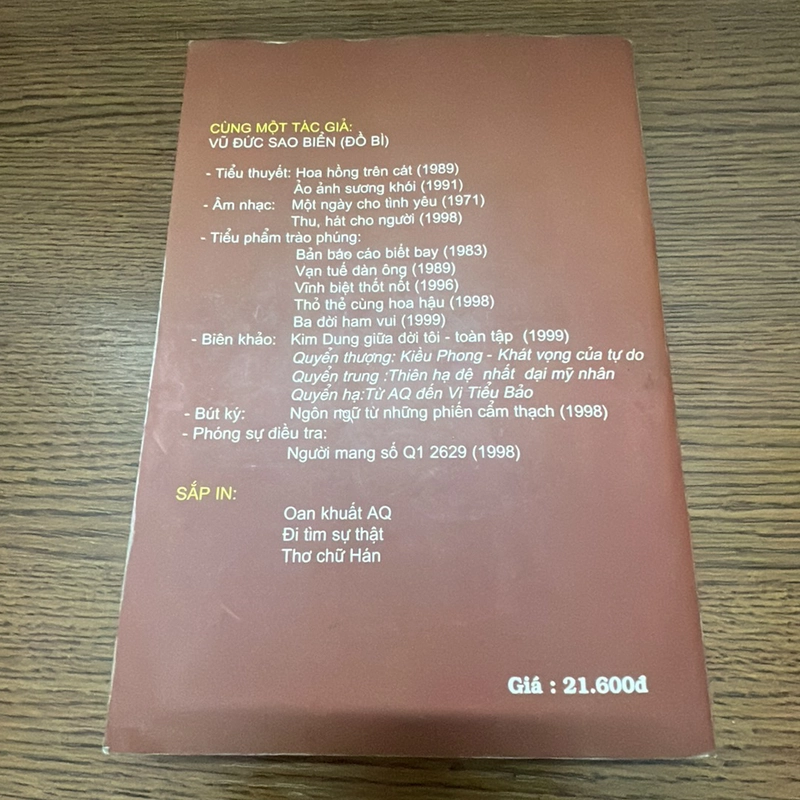 CÙNG MỘT TÁC GIẢ:
VŨ ĐỨC SAO BIỂN (ĐỒ BÌ)
- Tiểu thuyết: Hoa hồng trên cát (1989)
Ảo ảnh sương khói (1991)
- Âm nhạc: Một ngày cho tình yêu (1971)
Thu, hát cho người (1998)
- Tiểu phẩm trào phúng:
Bản báo cáo biết bay (1983)
Vạn tuế đàn ông (1989)
Vĩnh biệt thốt nốt (1996)
Thỏ thẻ cùng hoa hậu (1998)
Ba đời ham vui (1999)
- Biên khảo: Kim Dung giữa đời tôi - toàn tập (1999)
Quyển thượng: Kiều Phong - Khát vọng của tự do
Quyển trung :Thiên hạ đệ nhất đại mỹ nhân
Quyển hạ:Từ AQ đến Vi Tiểu Bảo
- Bút ký: Ngôn ngữ từ những phiến cẩm thạch (1998)
- Phóng sự điều tra:
Người mang số Q1 2629 (1998)
SẮP IN:
Oan khuất AQ
Đi tìm sự thật
Thơ chữ Hán
Giá : 21.600đ